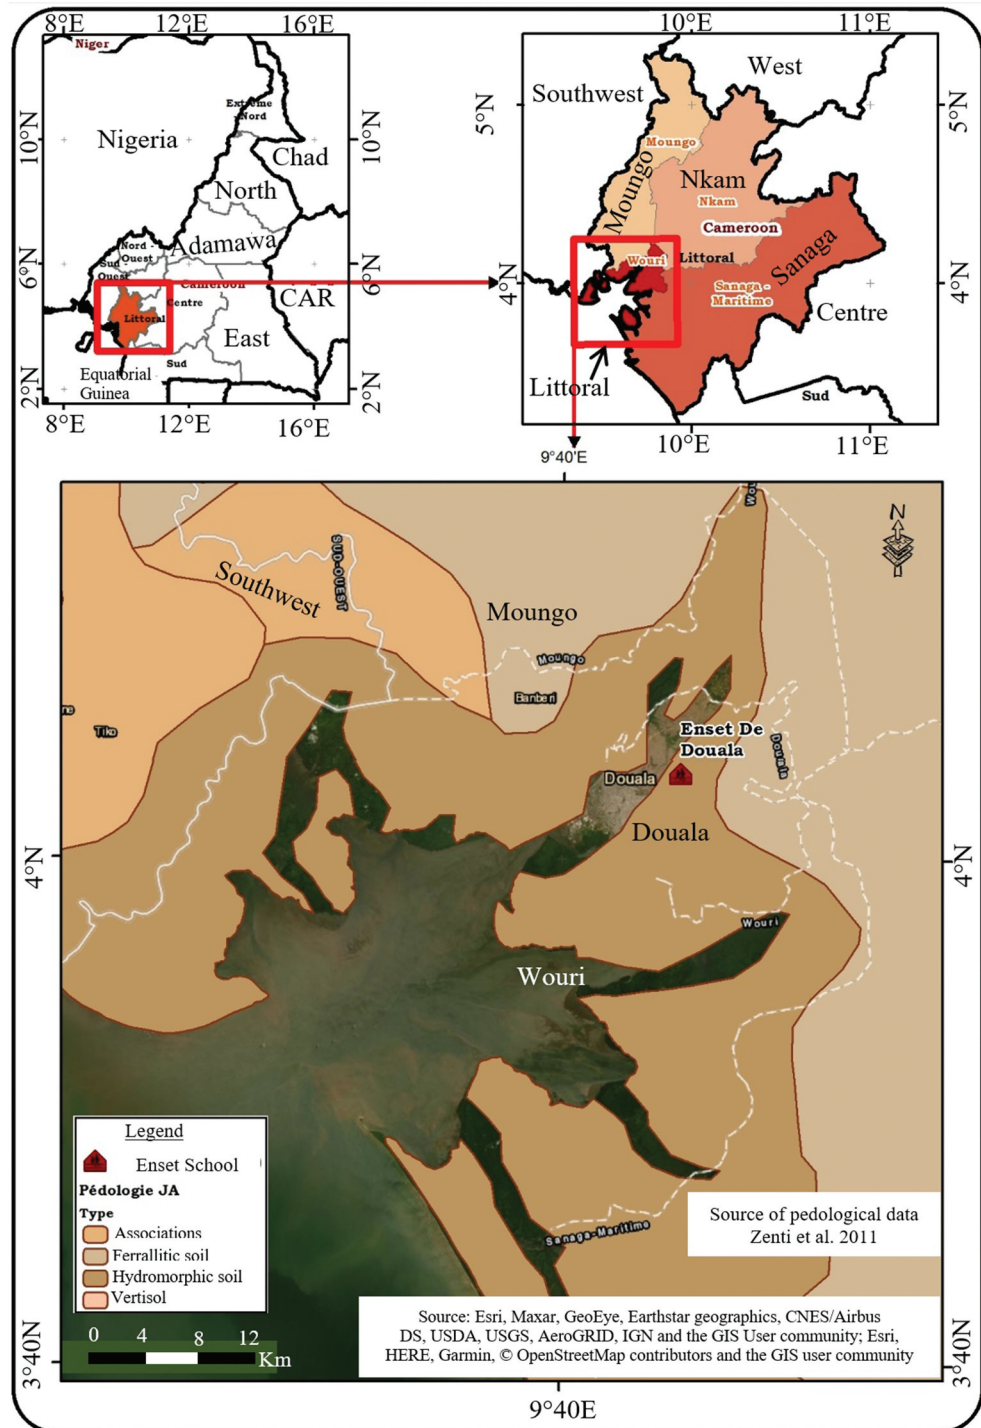 8°E 12°E 16°E
Niger
Extrême
Nord
10°N
Nigeria
Chad
10°N
North
Adamawa
Nord -
Ouest
Sud -
Ouest
6°N
Cameroon
6°N
Centre
CAR
Littoral
East
Sud
Equatorial
Guinea
2°N
2°N
8°E 12°E 16°E
10°E 11°E
West
Southwest
5°N
5°N
Moungo
Moungo
Nkam
Nkam
Cameroon
Sanaga
Wouri
Littoral
4°N
4°N
Sanaga -
Maritime
Centre
Littoral
Sud
10°E 11°E
9°40'E
Wou
N
SUD-OUEST
Southwest
Moungo
Moungo
Banberi
ne
Tiko
Enset De
Douala
Douala
Douala
Douala
4°N
4°N
Wouri
Wouri
Legend
Enset School
Pédologie JA
Type
Associations
Ferrallitic soil
Hydromorphic soil
Vertisol
Sanaga-Maritime
Source of pedological data
Zenti et al. 2011
Source: Esri, Maxar, GeoEye, Earthstar geographics, CNES/Airbus
DS, USDA, USGS, AeroGRID, IGN and the GIS User community; Esri,
HERE, Garmin, © OpenStreetMap contributors and the GIS user community
0 4 8 12
Km
3°40N
3°40N
9°40E